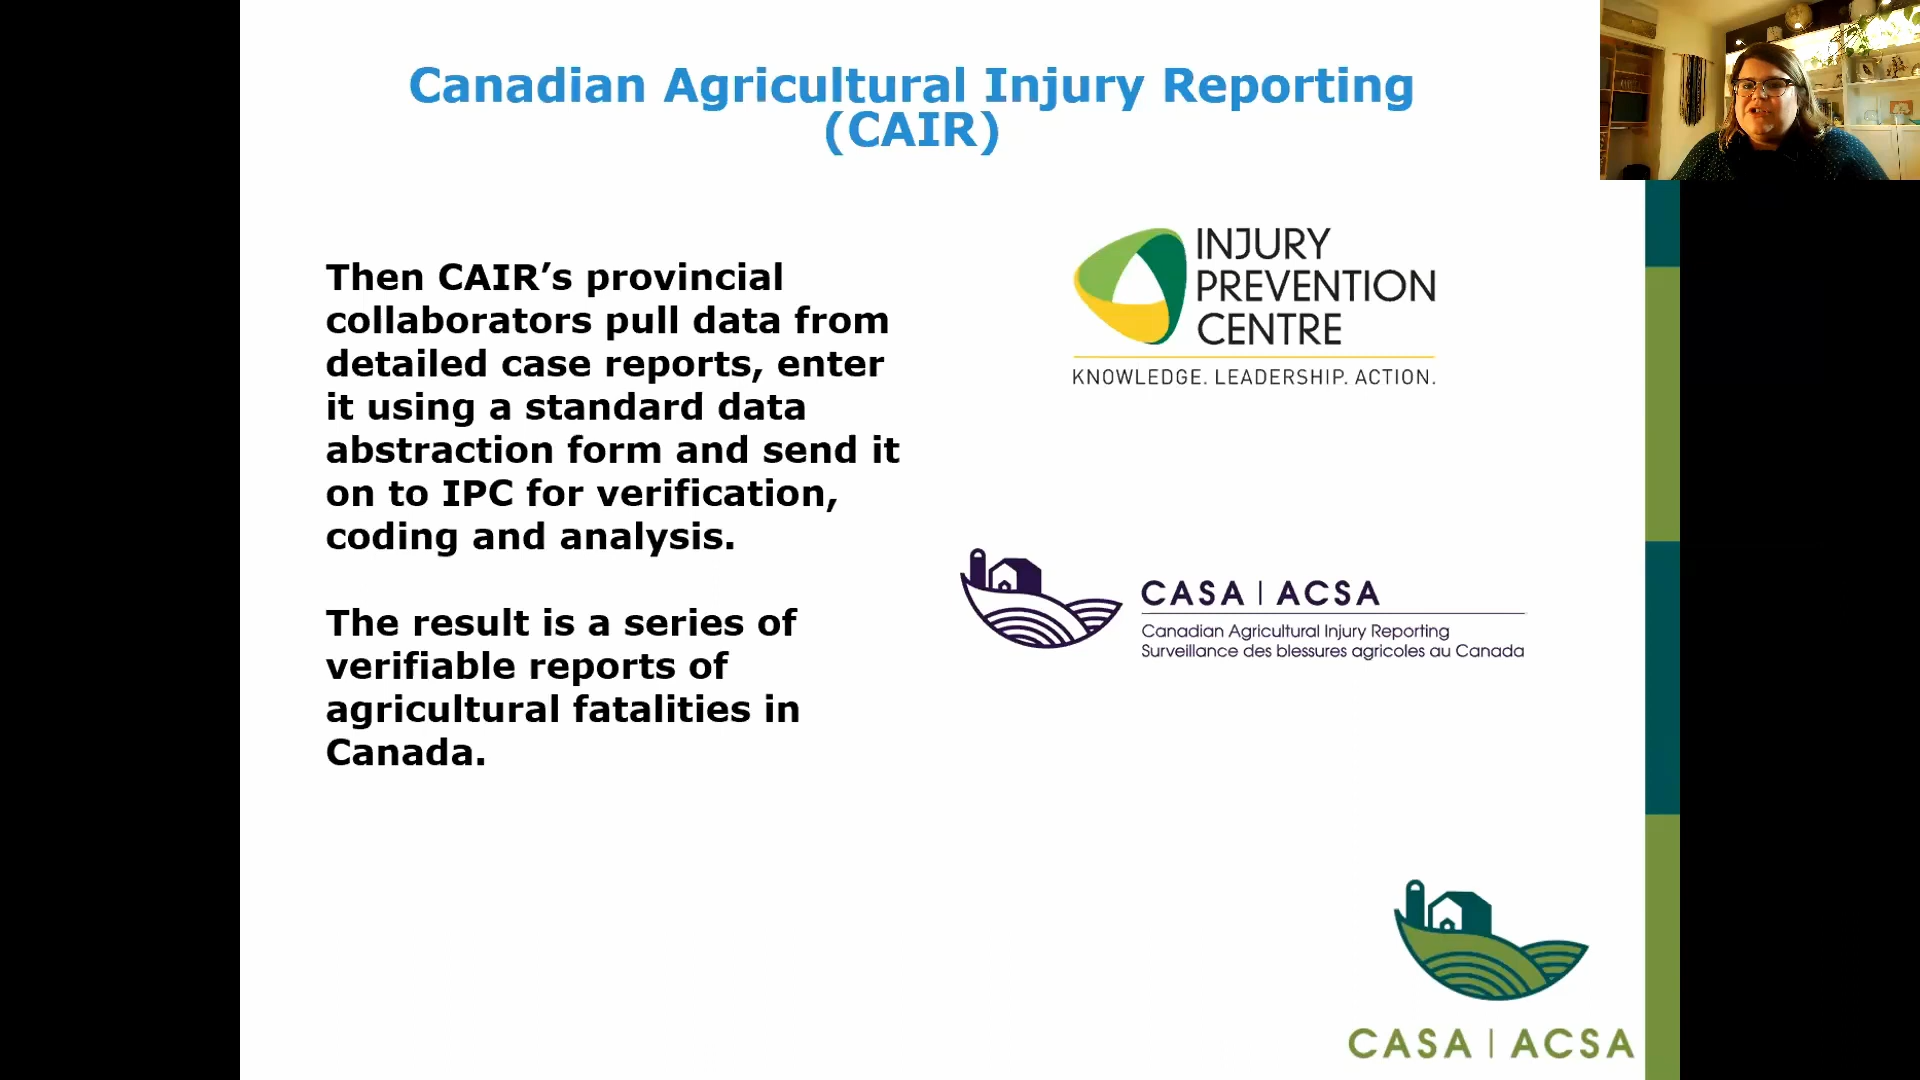 Canadian Agricultural Injury Reporting
(CAIR)
Then CAIR’s provincial
collaborators pull data from
detailed case reports, enter
it using a standard data
abstraction form and send it
on to IPC for verification,
coding and analysis.
The result is a series of
verifiable reports of
agricultural fatalities in
Canada.
INJURY
PREVENTION
CENTRE
KNOWLEDGE. LEADERSHIP. ACTION.
CASA | ACSA
Canadian Agricultural Injury Reporting
Surveillance des blessures agricoles au Canada
CASA | ACSA